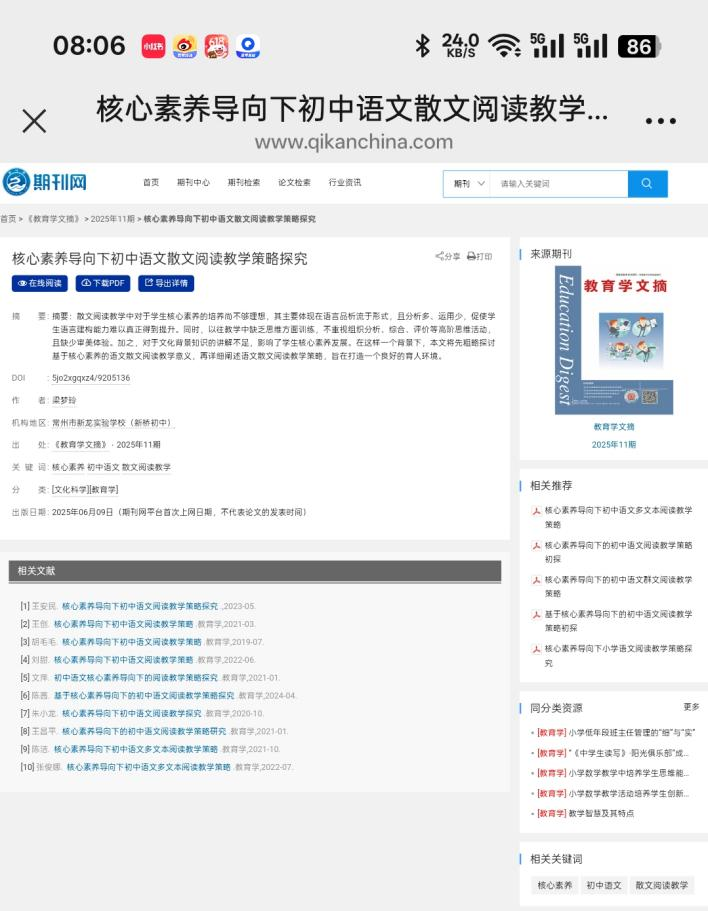 08:06
小红书
618
24.0
KB/S
5G
5G
86
核心素养导向下初中语文散文阅读教学...
www.qikanchina.com
期刊网
首页
期刊中心
期刊检索
论文检索
行业资讯
期刊
请输入关键词
首页 > 《教育学文摘》 > 2025年11期 > 核心素养导向下初中语文散文阅读教学策略探究
核心素养导向下初中语文散文阅读教学策略探究
分享
打印
在线阅读
下载PDF
导出详情
摘 要: 摘要：散文阅读教学中对于学生核心素养的培养尚不够理想，其主要体现在语言品析流于形式，且分析多、运用少，促使学
生语言建构能力难以真正得到提升。同时，以往教学中缺乏思维方面训练，不重视组织分析、综合、评价等高阶思维活动，
且缺少审美体验。加之，对于文化背景知识的讲解不足，影响了学生核心素养发展。在这样一个背景下，本文将先粗略探讨
基于核心素养的语文散文阅读教学意义，再详细阐述语文散文阅读教学策略，旨在打造一个良好的育人环境。
DOI : 5jo2xgqxz4/9205136
作 者: 梁梦玲
机构地区: 常州市新龙实验学校（新桥初中）
出 处: 《教育学文摘》 · 2025年11期
关 键 词: 核心素养 初中语文 散文阅读教学
分 类: [文化科学][教育学]
出版日期: 2025年06月09日（期刊网平台首次上网日期，不代表论文的发表时间）
相关文献
[1] 王安民. 核心素养导向下初中语文阅读教学策略探究 .,2023-05.
[2] 王创. 核心素养导向下初中语文阅读教学策略 .教育学,2021-03.
[3] 胡毛毛. 核心素养导向下初中语文阅读教学策略 .教育学,2019-07.
[4] 刘甜. 核心素养导向下初中语文阅读教学策略 .教育学,2022-06.
[5] 文萍. 初中语文核心素养导向下的阅读教学策略探究 .教育学,2021-01.
[6] 陈茜. 基于核心素养导向下的初中语文阅读教学策略探究 .教育学,2024-04.
[7] 朱小龙. 核心素养导向下初中语文阅读教学探究 .教育学,2020-10.
[8] 王昌平. 核心素养导向下的初中语文阅读教学策略研究 .教育学,2021-01.
[9] 陈洁. 核心素养导向下初中语文多文本阅读教学策略 .教育学,2021-10.
[10] 张俊娜. 核心素养导向下初中语文多文本阅读教学策略 .教育学,2022-07.
来源期刊
教育学文摘
Education Digest
教育学文摘
2025年11期
相关推荐
核心素养导向下初中语文多文本阅读教学
策略
核心素养导向下的初中语文阅读教学策略
初探
核心素养导向下的初中语文群文阅读教学
策略
基于核心素养导向下的初中语文阅读教学
策略初探
核心素养导向下小学语文阅读教学策略探
究
同分类资源
更多
[教育学] 小学低年段班主任管理的"细"与"实"
[教育学] "《中学生读写》·阳光俱乐部"成...
[教育学] 小学数学教学中培养学生思维能...
[教育学] 小学数学教学活动培养学生创新...
[教育学] 教学智慧及其特点
相关关键词
核心素养
初中语文
散文阅读教学